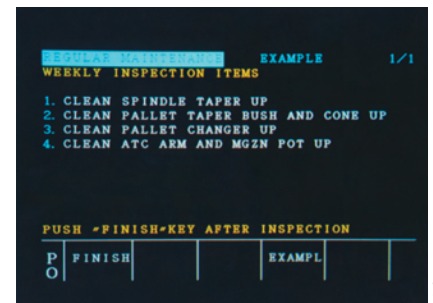 REGULAR MAINTENANCE EXAMPLE 1/1
WEEKLY INSPECTION ITEMS
1. CLEAN SPINDLE TAPER UP
2. CLEAN PALLET TAPER BUSH AND CONE UP
3. CLEAN PALLET CHANGER UP
4. CLEAN ATC ARM AND MGZN POT UP
PUSH "FINISH"KEY AFTER INSPECTION
PO FINISH EXAMPL